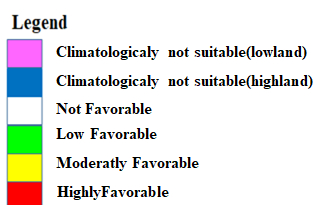 Legend
Climatologicaly not suitable(lowland)
Climatologicaly not suitable(highland)
Not Favorable
Low Favorable
Moderatly Favorable
HighlyFavorable